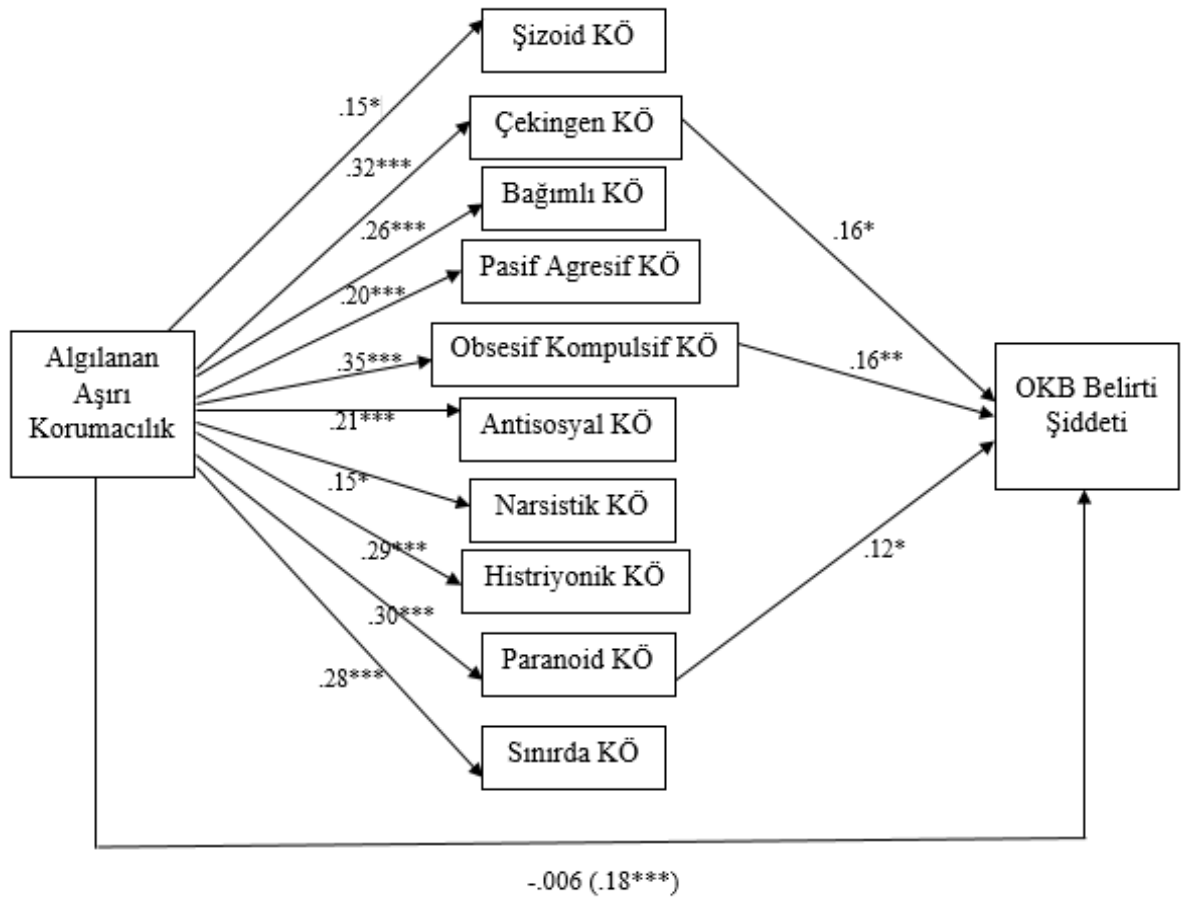 Şizoid KÖ
.15*
Çekingen KÖ
.32***
Bağımlı KÖ
.26***
.16*
Pasif Agresif KÖ
.20***
Algılanan
Aşırı
Korumacılık
Obsesif Kompulsif KÖ
.35***
.16**
OKB Belirti
Şiddeti
Antisosyal KÖ
.21***
Narsistik KÖ
.15*
Histriyonik KÖ
.29***
.12*
Paranoid KÖ
.30***
.28***
Sınırda KÖ
-.006 (.18***)